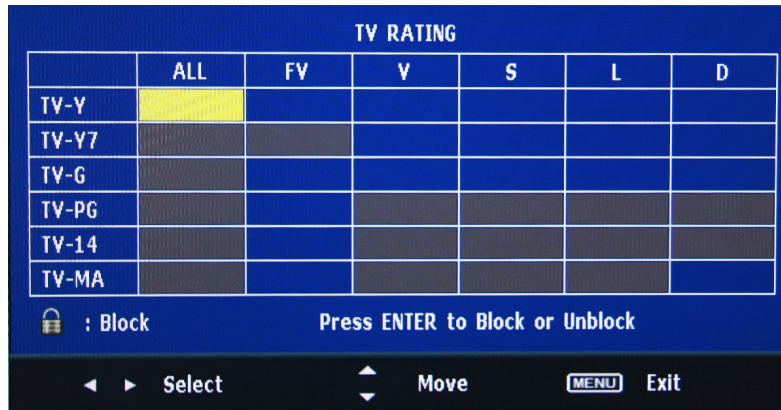 TV RATING
ALL FV V S L D
TV-Y
TV-Y7
TV-G
TV-PG
TV-14
TV-MA
: Block Press ENTER to Block or Unblock
Select Move MENU Exit